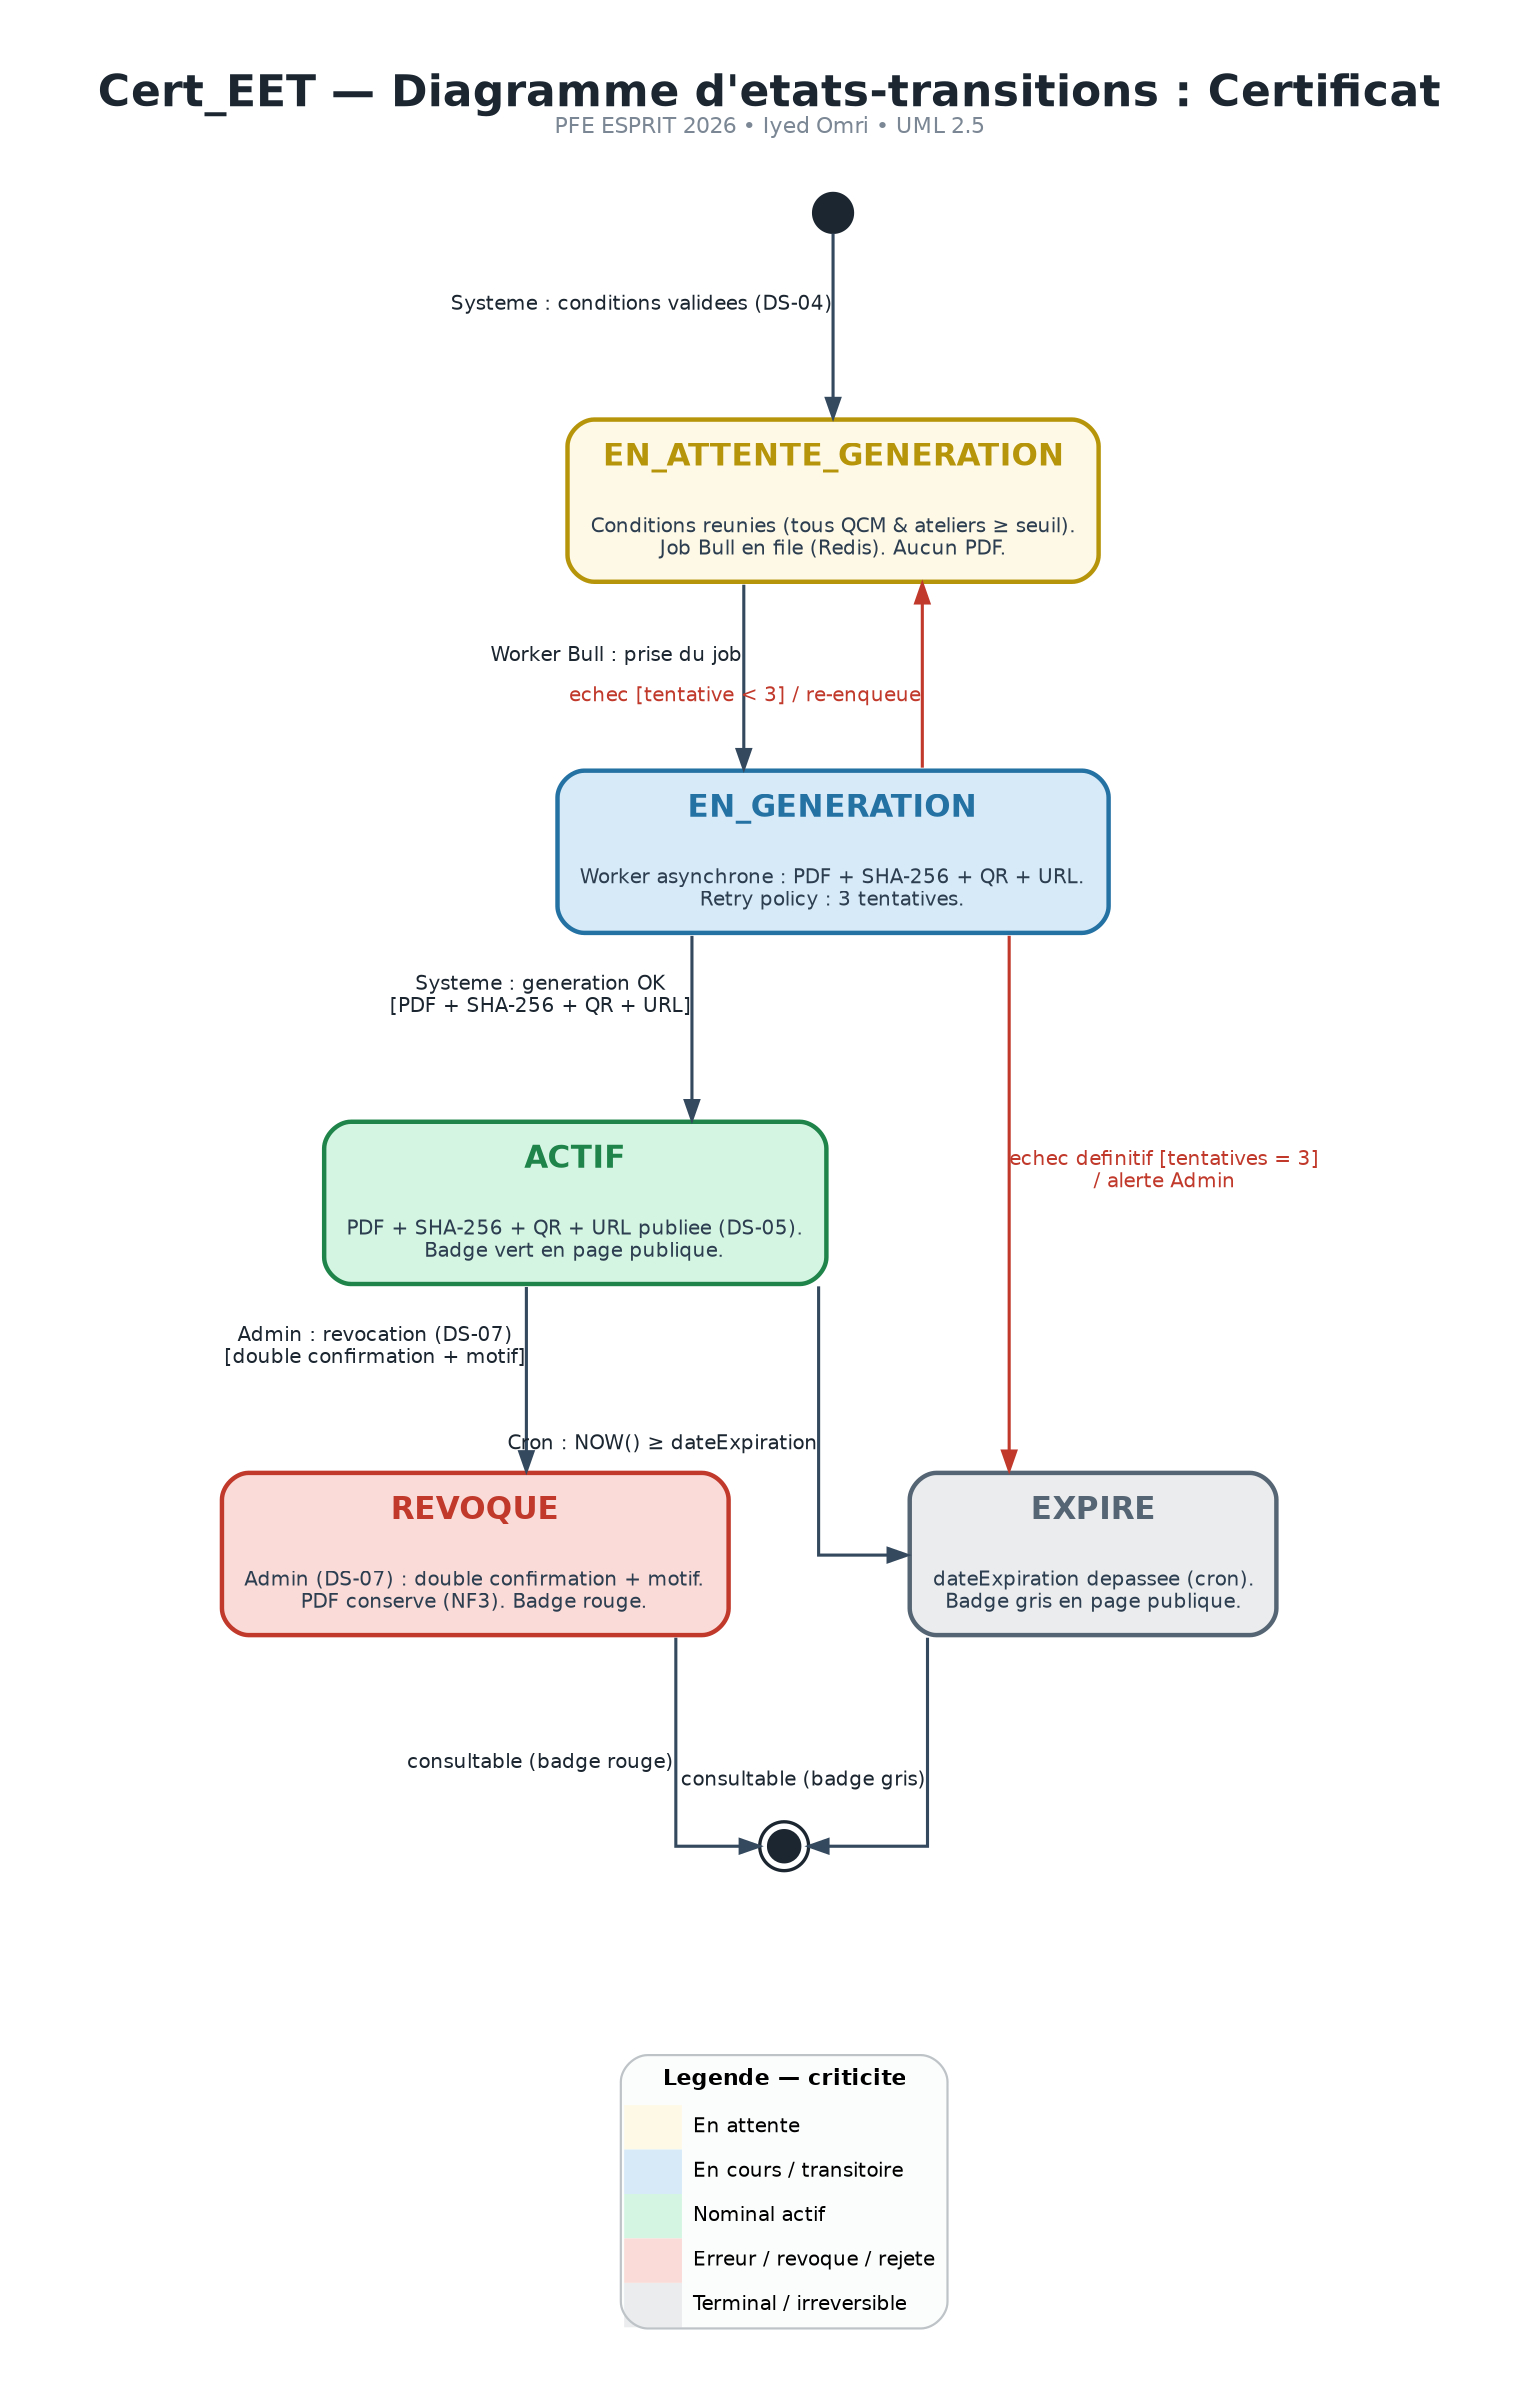 Cert_EET — Diagramme d'etats-transitions : Certificat
PFE ESPRIT 2026 • Iyed Omri • UML 2.5
Systeme : conditions validees (DS-04)
EN_ATTENTE_GENERATION
Conditions reunies (tous QCM & ateliers ≥ seuil).
Job Bull en file (Redis). Aucun PDF.
Worker Bull : prise du job
echec [tentative < 3] / re-enqueue
EN_GENERATION
Worker asynchrone : PDF + SHA-256 + QR + URL.
Retry policy : 3 tentatives.
Systeme : generation OK
[PDF + SHA-256 + QR + URL]
ACTIF
PDF + SHA-256 + QR + URL publiee (DS-05).
Badge vert en page publique.
echec definitif [tentatives = 3]
/ alerte Admin
Admin : revocation (DS-07)
[double confirmation + motif]
Cron : NOW() ≥ dateExpiration
REVOQUE
Admin (DS-07) : double confirmation + motif.
PDF conserve (NF3). Badge rouge.
EXPIRE
dateExpiration depassee (cron).
Badge gris en page publique.
consultable (badge rouge)
consultable (badge gris)
Legende — criticite
En attente
En cours / transitoire
Nominal actif
Erreur / revoque / rejete
Terminal / irreversible